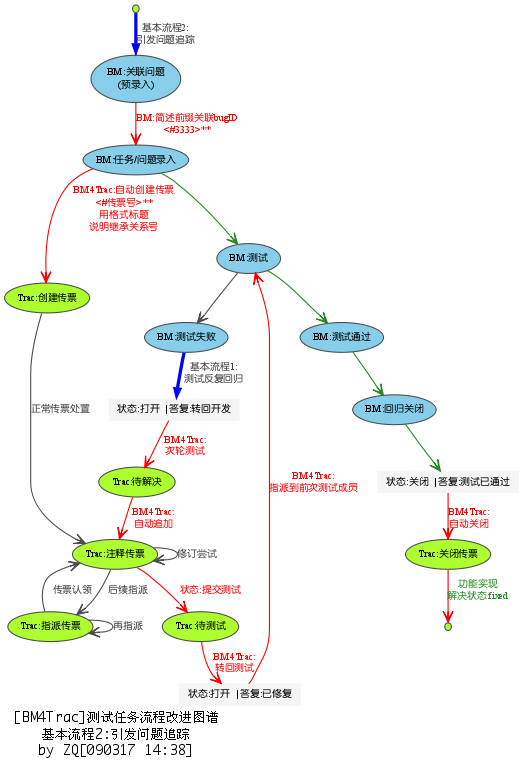 基本流程2:
引发问题追踪
BM:关联问题
(预录入)
BM:简述前缀关联bugID
<#3333>**
BM:任务/问题录入
BM4Trac:自动创建传票
<#传票号>**
用格式标题
说明继承关系号
BM:测试
Trac:创建传票
BM:测试失败
BM:测试通过
基本流程1:
测试反复回归
正常传票处置
状态:打开 |答复:转回开发
BM:回归关闭
BM4Trac:
次轮测试
BM4Trac:
指派到前次测试成员
Trac:待解决
状态:关闭 |答复:测试已通过
BM4Trac:
自动追加
BM4Trac:
自动关闭
Trac:注释传票
修订尝试
Trac:关闭传票
传票认领
后续指派
状态:提交测试
功能实现
解决状态:fixed
Trac:指派传票
再指派
Trac:待测试
BM4Trac:
转回测试
状态:打开 |答复:已修复
[BM4Trac]测试任务流程改进图谱
基本流程2:引发问题追踪
by ZQ[090317 14:38]